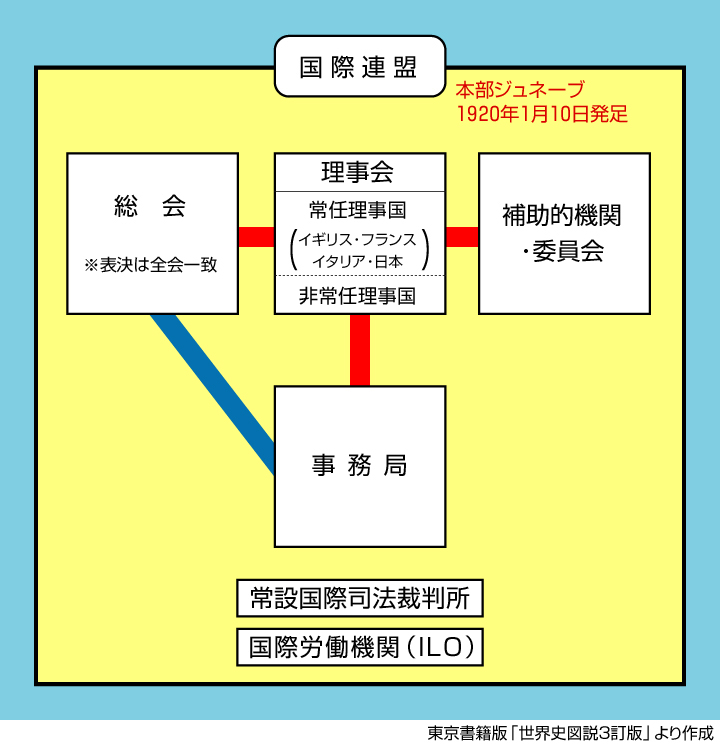 国際連盟
本部ジュネーブ
1920年1月10日発足
総 会
※表決は全会一致
理事会
常任理事国
(イギリス・フランス
イタリア・日本)
非常任理事国
補助的機関
・委員会
事 務 局
常設国際司法裁判所
国際労働機関(ILO)
東京書籍版「世界史図説3訂版」より作成